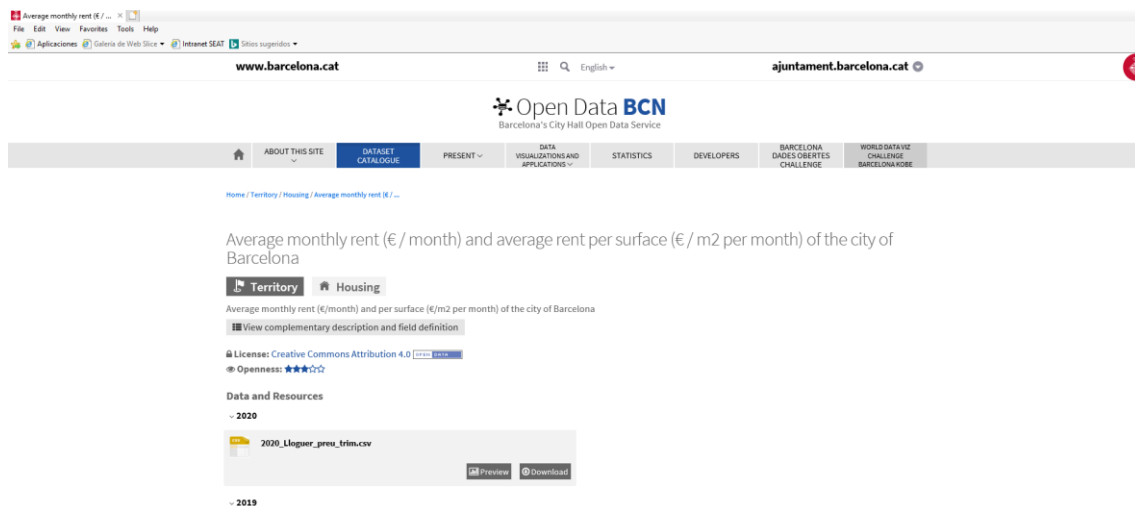 Average monthly rent (€ / ...
File Edit View Favorites Tools Help
Aplicaciones Galería de Web Slice Intranet SEAT Sitios sugeridos
www.barcelona.cat English ajuntament.barcelona.cat
Open Data BCN
Barcelona's City Hall Open Data Service
ABOUT THIS SITE
DATASET CATALOGUE
PRESENT
DATA VISUALIZATIONS AND APPLICATIONS
STATISTICS
DEVELOPERS
BARCELONA DADES OBERTES CHALLENGE
WORLD DATA VIZ CHALLENGE BARCELONA KOBE
Home / Territory / Housing / Average monthly rent (€ / ...
Average monthly rent (€ / month) and average rent per surface (€ / m2 per month) of the city of
Barcelona
Territory Housing
Average monthly rent (€/month) and per surface (€/m2 per month) of the city of Barcelona
View complementary description and field definition
License: Creative Commons Attribution 4.0 OPEN DATA
Openness:
Data and Resources
2020
2020_Lloguer_preu_trim.csv
Preview Download
2019